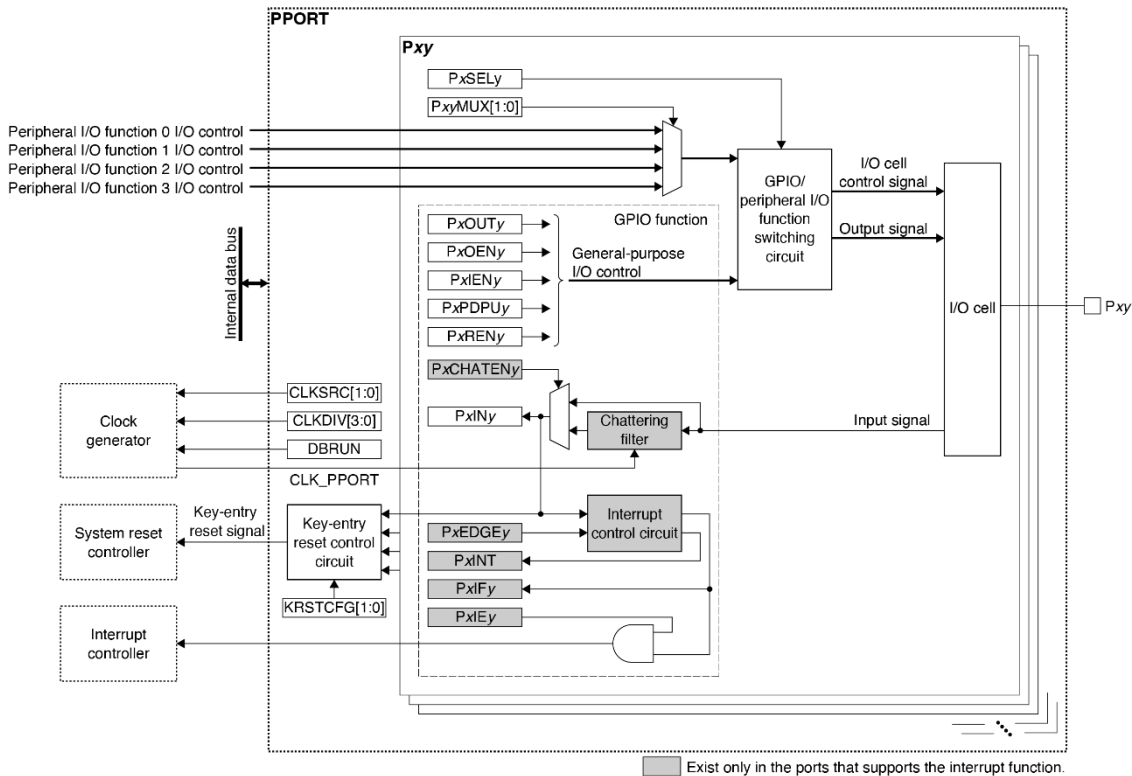 PPORT
Pxy
PxSELy
PxyMUX[1:0]
Peripheral I/O function 0 I/O control
Peripheral I/O function 1 I/O control
Peripheral I/O function 2 I/O control
Peripheral I/O function 3 I/O control
GPIO/
peripheral I/O
function
switching
circuit
I/O cell
control signal
Output signal
I/O cell
Pxy
GPIO function
PxOUTy
PxOENy
PxIENy
PxPDPUy
PxRENy
General-purpose
I/O control
Internal data bus
PxCHATENy
PxINy
Chattering
filter
Input signal
Clock
generator
CLKSRC[1:0]
CLKDIV[3:0]
DBRUN
CLK_PPORT
System reset
controller
Key-entry
reset signal
Key-entry
reset control
circuit
KRSTCFG[1:0]
PxEDGEy
PxINT
PxIFy
PxIEy
Interrupt
control circuit
Interrupt
controller
Exist only in the ports that supports the interrupt function.